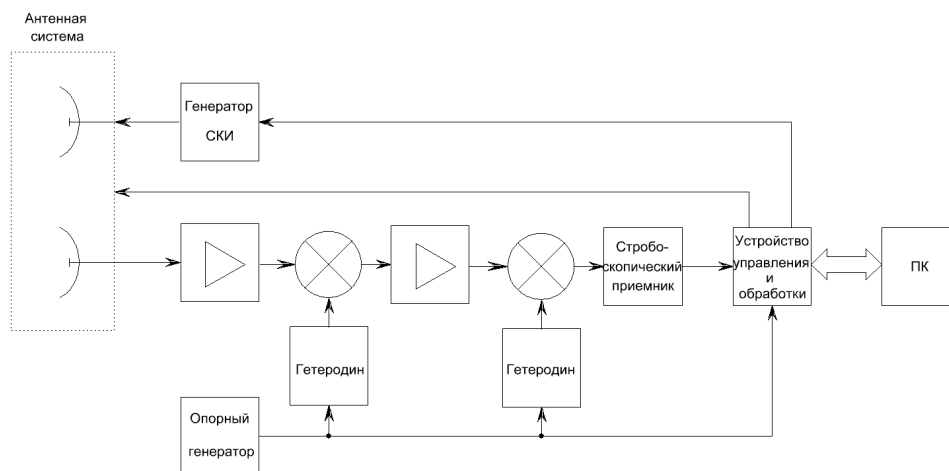 Антенная
система
Генератор
СКИ
Стробо-
скопический
приемник
Устройство
управления
и
обработки
ПК
Гетеродин
Гетеродин
Опорный
генератор